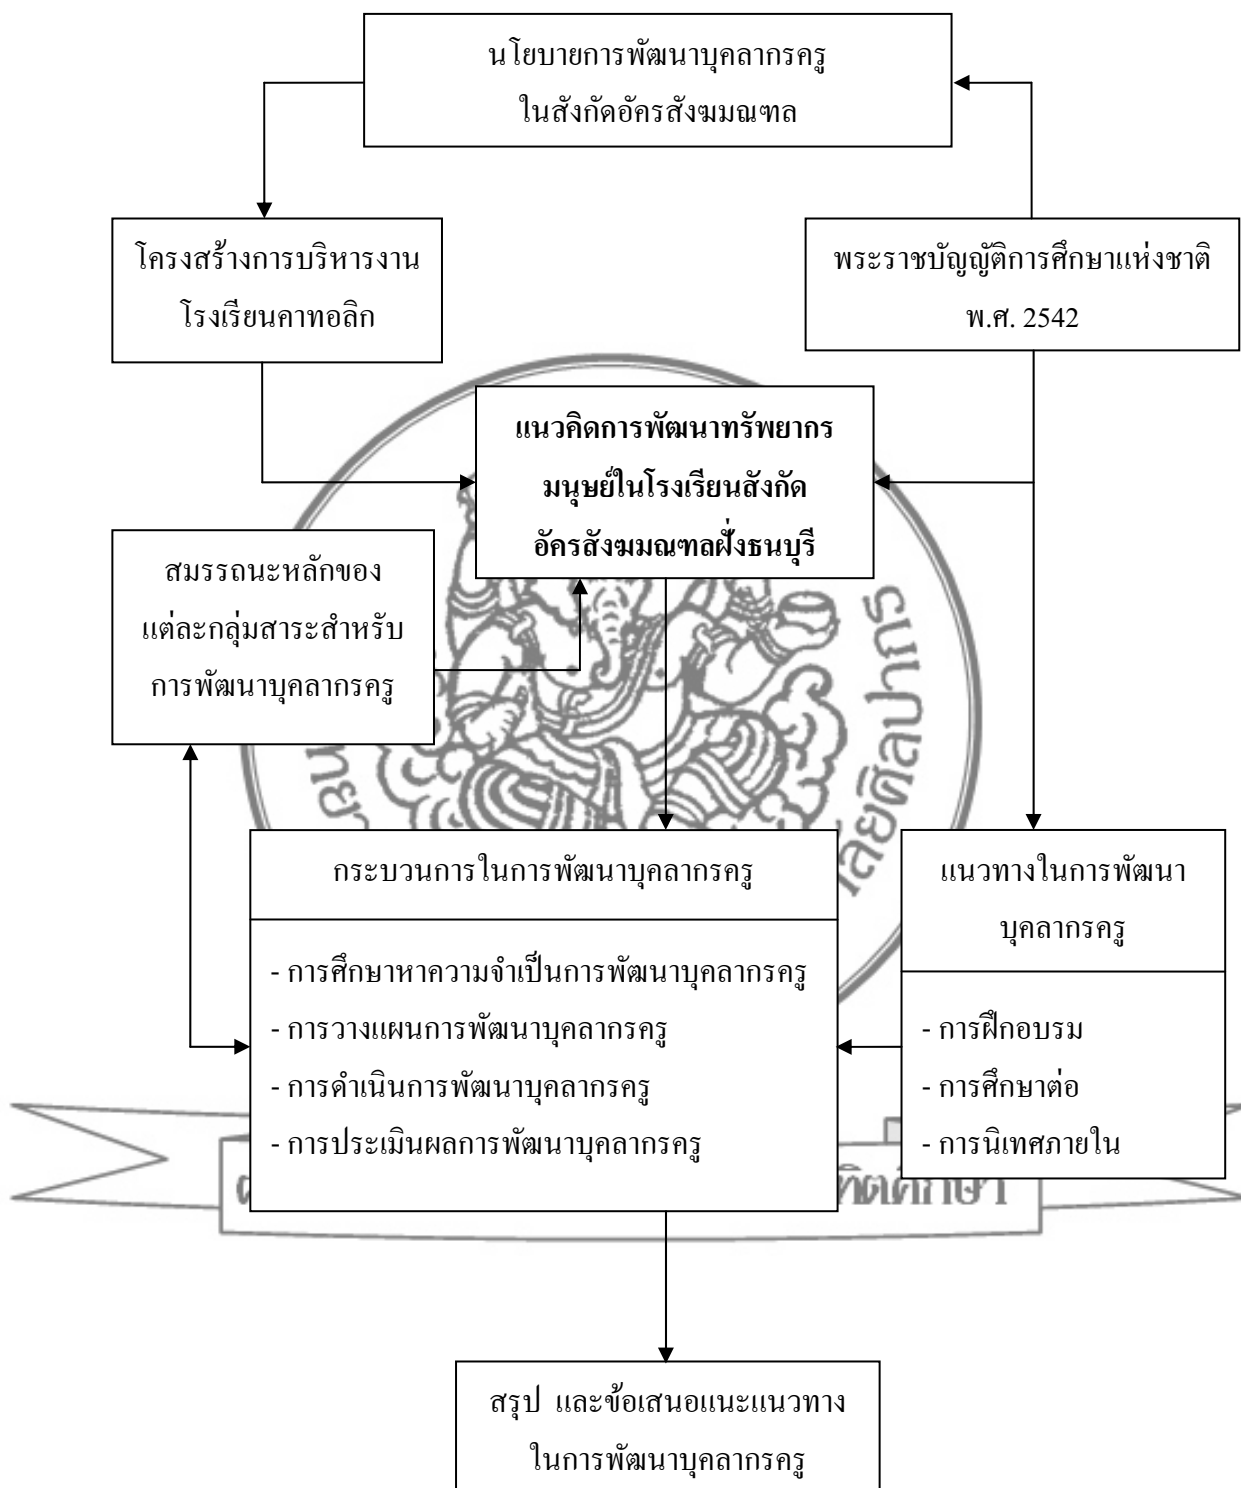 นโยบายการพัฒนาบุคลากรครู
ในสังกัดอัครสังฆมณฑล
โครงสร้างการบริหารงาน
โรงเรียนคาทอลิก
พระราชบัญญัติการศึกษาแห่งชาติ
พ.ศ. 2542
แนวคิดการพัฒนาทรัพยากร
มนุษย์ในโรงเรียนสังกัด
อัครสังฆมณฑลฝั่งธนบุรี
สมรรถนะหลักของ
แต่ละกลุ่มสาระสำหรับ
การพัฒนาบุคลากรครู
กระบวนการในการพัฒนาบุคลากรครู
- การศึกษาหาความจำเป็นการพัฒนาบุคลากรครู
- การวางแผนการพัฒนาบุคลากรครู
- การดำเนินการพัฒนาบุคลากรครู
- การประเมินผลการพัฒนาบุคลากรครู
แนวทางในการพัฒนา
บุคลากรครู
- การฝึกอบรม
- การศึกษาต่อ
- การนิเทศภายใน
สรุป และข้อเสนอแนะแนวทาง
ในการพัฒนาบุคลากรครู